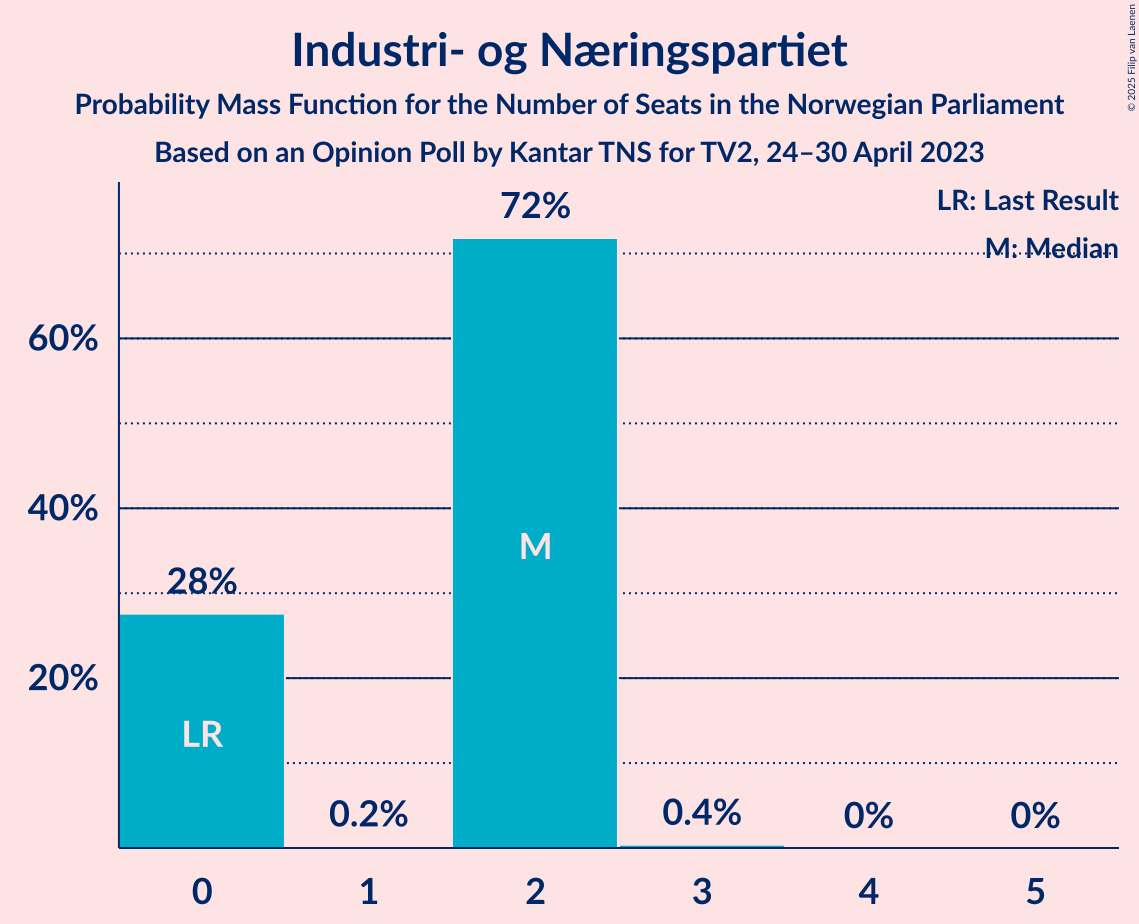 Industri- og Næringspartiet
Probability Mass Function for the Number of Seats in the Norwegian Parliament
Based on an Opinion Poll by Kantar TNS for TV2, 24–30 April 2023
© 2025 Filip van Laenen
LR: Last Result
M: Median
60%
40%
20%
28%
0.2%
72%
0.4%
0%
0%
LR
M
0 1 2 3 4 5